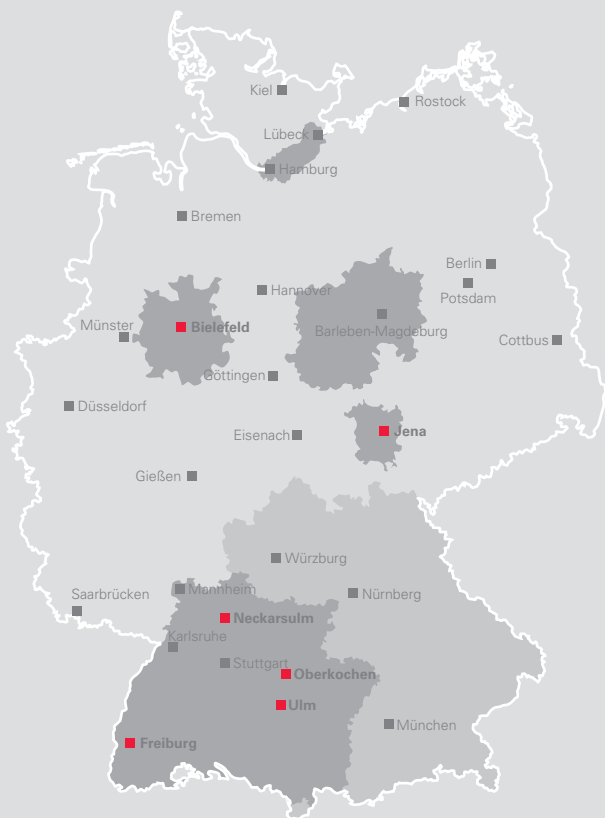 Kiel
Rostock
Lübeck
Hamburg
Bremen
Berlin
Hannover
Potsdam
Münster
Bielefeld
Barleben-Magdeburg
Cottbus
Göttingen
Düsseldorf
Eisenach
Jena
Gießen
Würzburg
Mannheim
Saarbrücken
Nürnberg
Neckarsulm
Karlsruhe
Stuttgart
Oberkochen
Ulm
München
Freiburg